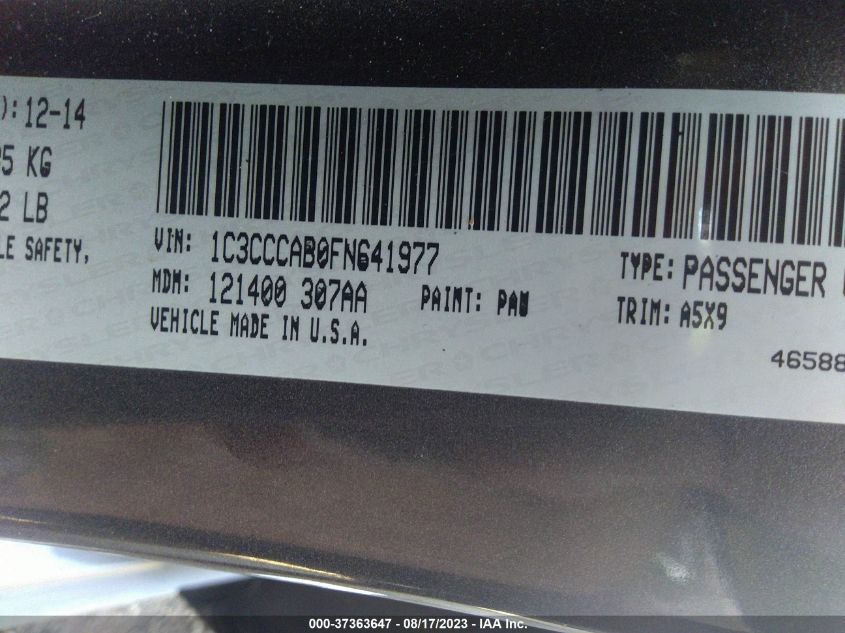 ): 12-14
95 KG
2 LB
LE SAFETY,
VIN: 1C3CCCAB0FN641977
TYPE: PASSENGER
MDH: 121400 307AA
PAINT: PAU
TRIM: A5X9
VEHICLE MADE IN U.S.A.
46588
000-37363647 - 08/17/2023 - IAA Inc.